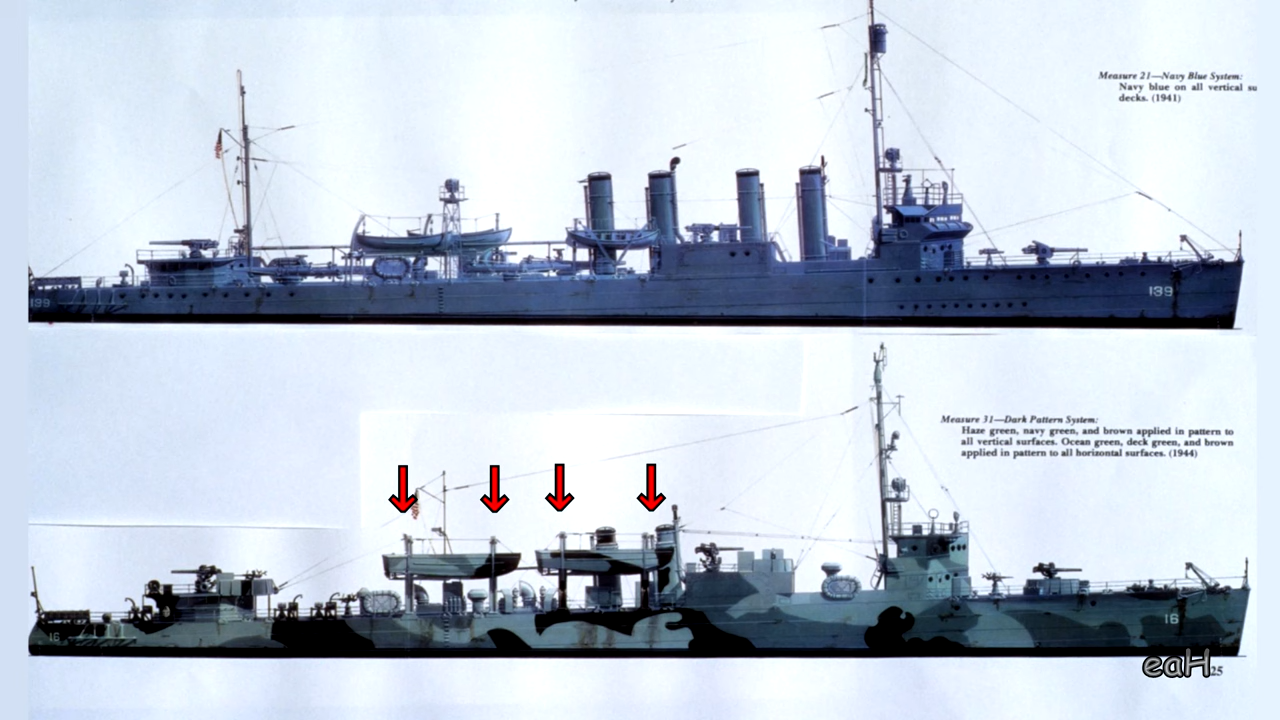 Measure 21—Navy Blue System:
Navy blue on all vertical su
decks. (1941)
139
139
Measure 31—Dark Pattern System:
Haze green, navy green, and brown applied in pattern to
all vertical surfaces. Ocean green, deck green, and brown
applied in pattern to all horizontal surfaces. (1944)
16
16
eaH
25